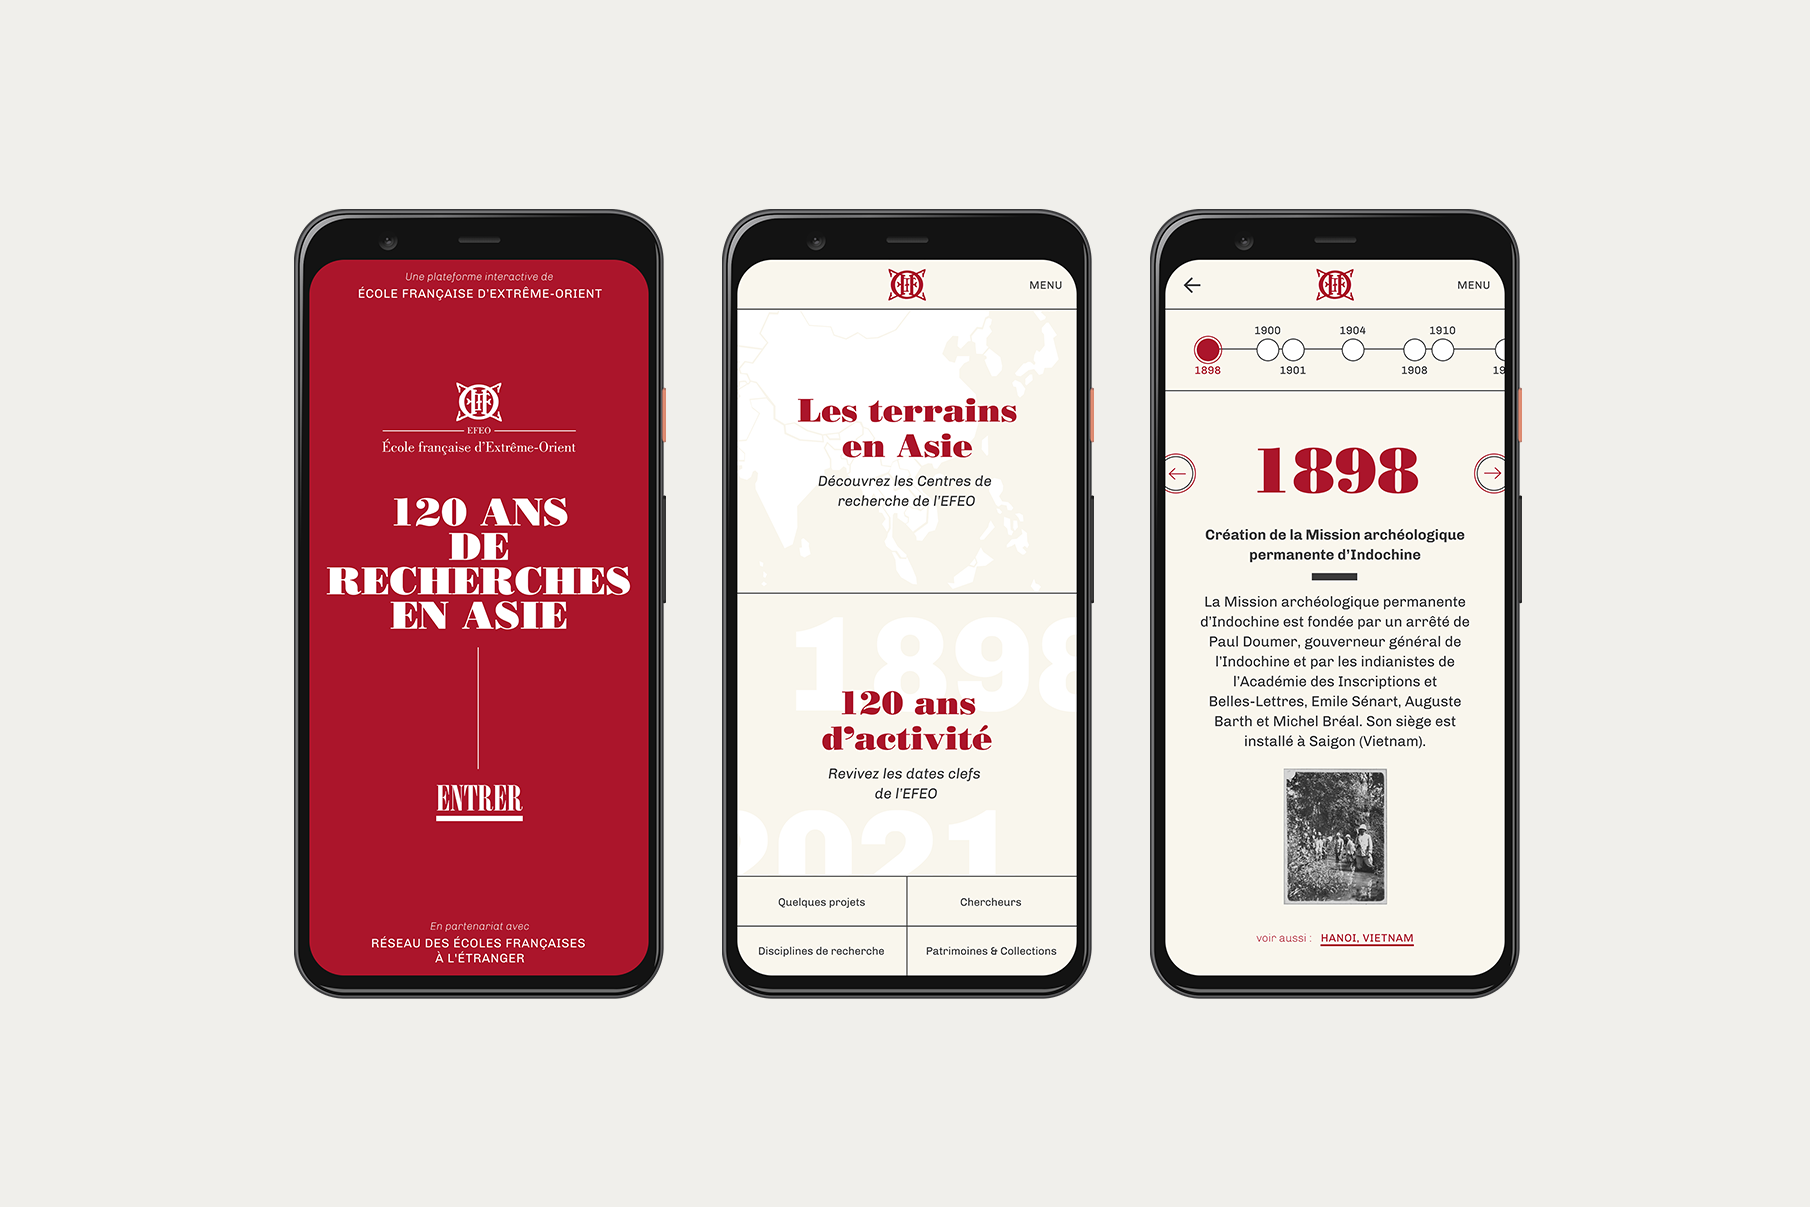 Une plateforme interactive de
ÉCOLE FRANÇAISE D'EXTRÊME-ORIENT
EFEO
École française d'Extrême-Orient
120 ANS
DE
RECHERCHES
EN ASIE
ENTRER
En partenariat avec
RÉSEAU DES ÉCOLES FRANÇAISES
À L'ÉTRANGER
MENU
Les terrains
en Asie
Découvrez les Centres de
recherche de l'EFEO
1898
120 ans
d'activité
Revivez les dates clefs
de l'EFEO
2021
Quelques projets
Chercheurs
Disciplines de recherche
Patrimoines & Collections
MENU
1900 1904 1910
1898 1901 1908 19
1898
Création de la Mission archéologique
permanente d'Indochine
La Mission archéologique permanente
d'Indochine est fondée par un arrêté de
Paul Doumer, gouverneur général de
l'Indochine et par les indianistes de
l'Académie des Inscriptions et
Belles-Lettres, Emile Sénart, Auguste
Barth et Michel Bréal. Son siège est
installé à Saigon (Vietnam).
voir aussi : HANOI, VIETNAM